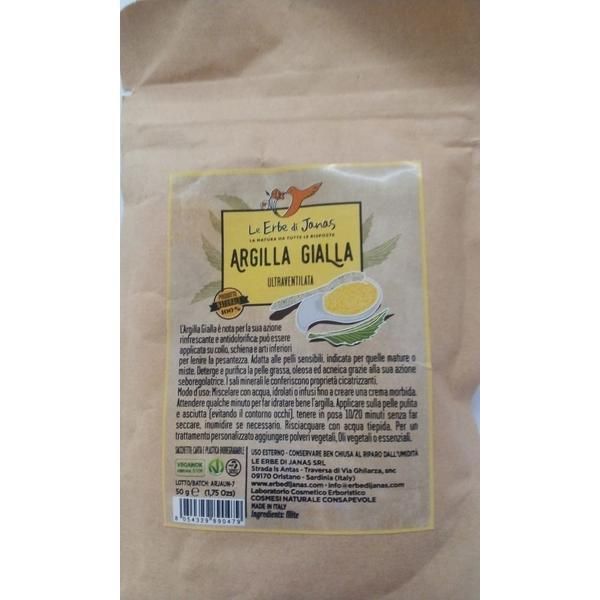 Le Erbe di Janas
LA NATURA HA TUTTE LE RISPOSTE
ARGILLA GIALLA
ULTRAVENTILATA
PRODOTTO
NATURALE
100%
L'Argilla Gialla è nota per la sua azione
rinfrescante e antidolorifica: può essere
applicata su collo, schiena e arti inferiori
per lenire la pesantezza. Adatta alle pelli sensibili, indicata per quelle mature o
miste. Deterge e purifica la pelle grassa, oleosa ed acneica grazie alla sua azione
seboregolatrice. I sali minerali le conferiscono proprietà cicatrizzanti.
Modo d'uso: Miscelare con acqua, idrolati o infusi fino a creare una crema morbida.
Attendere qualche minuto per far idratare bene l'argilla. Applicare sulla pelle pulita
e asciutta (evitando il contorno occhi), tenere in posa 10/20 minuti senza far
seccare, inumidire se necessario. Risciacquare con acqua tiepida. Per un
trattamento personalizzato aggiungere polveri vegetali, Oli vegetali o essenziali.
SACCHETTO: CARTA E PLASTICA BIODEGRADABILE
VEGANOK
LOTTO/BATCH: ARJAUN-7
50 g e (1,75 Ozs)
8 054329 890479
USO ESTERNO - CONSERVARE BEN CHIUSA AL RIPARO DALL'UMIDITÀ
LE ERBE DI JANAS SRL
Strada Is Antas - Traversa di Via Ghilarza, snc
09170 Oristano - Sardinia (Italy)
www.erbedijanas.com - info@erbedijanas.com
Laboratorio Cosmetico Erboristico
COSMESI NATURALE CONSAPEVOLE
MADE IN ITALY
Ingredients: Illite